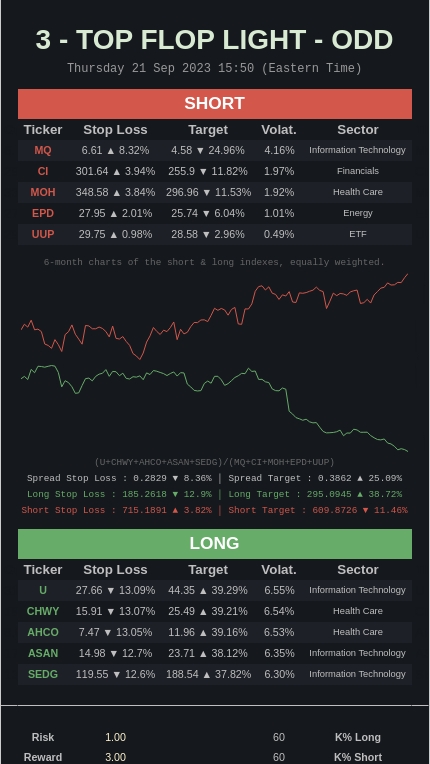 3 - TOP FLOP LIGHT - ODD
Thursday 21 Sep 2023 15:50 (Eastern Time)
SHORT
Ticker Stop Loss Target Volat. Sector
MQ 6.61 ▲ 8.32% 4.58 ▼ 24.96% 4.16% Information Technology
CI 301.64 ▲ 3.94% 255.9 ▼ 11.82% 1.97% Financials
MOH 348.58 ▲ 3.84% 296.96 ▼ 11.53% 1.92% Health Care
EPD 27.95 ▲ 2.01% 25.74 ▼ 6.04% 1.01% Energy
UUP 29.75 ▲ 0.98% 28.58 ▼ 2.96% 0.49% ETF
6-month charts of the short & long indexes, equally weighted.
(U+CHWY+AHCO+ASAN+SEDG)/(MQ+CI+MOH+EPD+UUP)
Spread Stop Loss : 0.2829 ▼ 8.36% | Spread Target : 0.3862 ▲ 25.09%
Long Stop Loss : 185.2618 ▼ 12.9% | Long Target : 295.0945 ▲ 38.72%
Short Stop Loss : 715.1891 ▲ 3.82% | Short Target : 609.8726 ▼ 11.46%
LONG
Ticker Stop Loss Target Volat. Sector
U 27.66 ▼ 13.09% 44.35 ▲ 39.29% 6.55% Information Technology
CHWY 15.91 ▼ 13.07% 25.49 ▲ 39.21% 6.54% Health Care
AHCO 7.47 ▼ 13.05% 11.96 ▲ 39.16% 6.53% Health Care
ASAN 14.98 ▼ 12.7% 23.71 ▲ 38.12% 6.35% Information Technology
SEDG 119.55 ▼ 12.6% 188.54 ▲ 37.82% 6.30% Information Technology
Risk 1.00 60 K% Long
Reward 3.00 60 K% Short